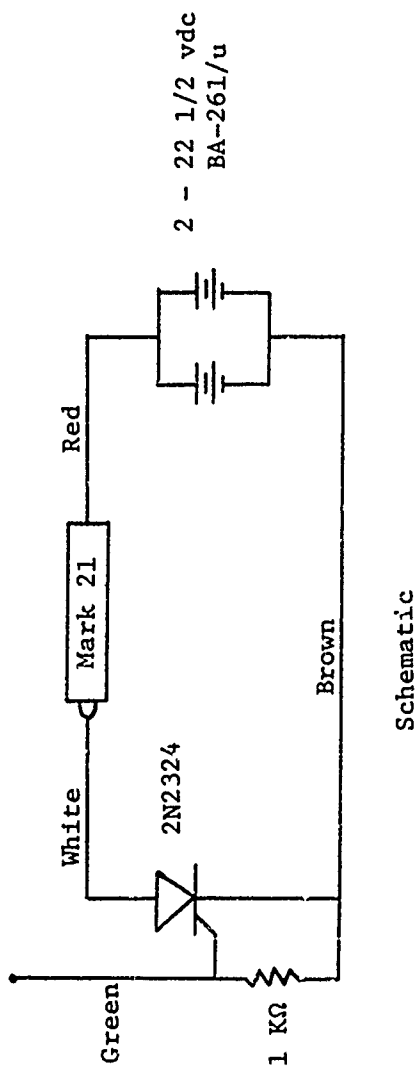 2 - 22 1/2 vdc
BA-261/u
Red
Mark 21
White
2N2324
Green
Brown
1 KΩ
Schematic